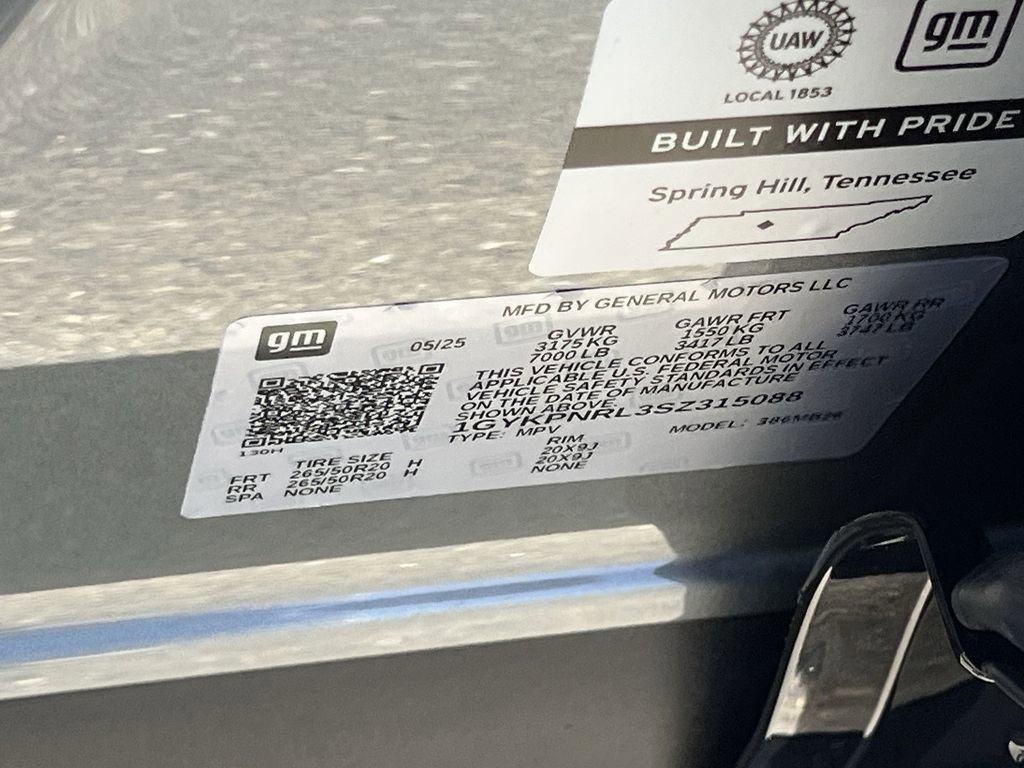 UAW
gm
LOCAL 1853
BUILT WITH PRIDE
Spring Hill, Tennessee
MFD BY GENERAL MOTORS LLC
gm
05/25
GVWR GAWR FRT GAWR RR
3175 KG 1550 KG 1700 KG
7000 LB 3417 LB 3747 LB
THIS VEHICLE CONFORMS TO ALL
APPLICABLE U.S. FEDERAL MOTOR
VEHICLE SAFETY STANDARDS IN EFFECT
ON THE DATE OF MANUFACTURE
SHOWN ABOVE.
1GYKPNRL3SZ315088
TYPE: MPV MODEL: 386MB26
130H
TIRE SIZE RIM
FRT 265/50R20 H 20X9J
RR 265/50R20 H 20X9J
SPA NONE NONE